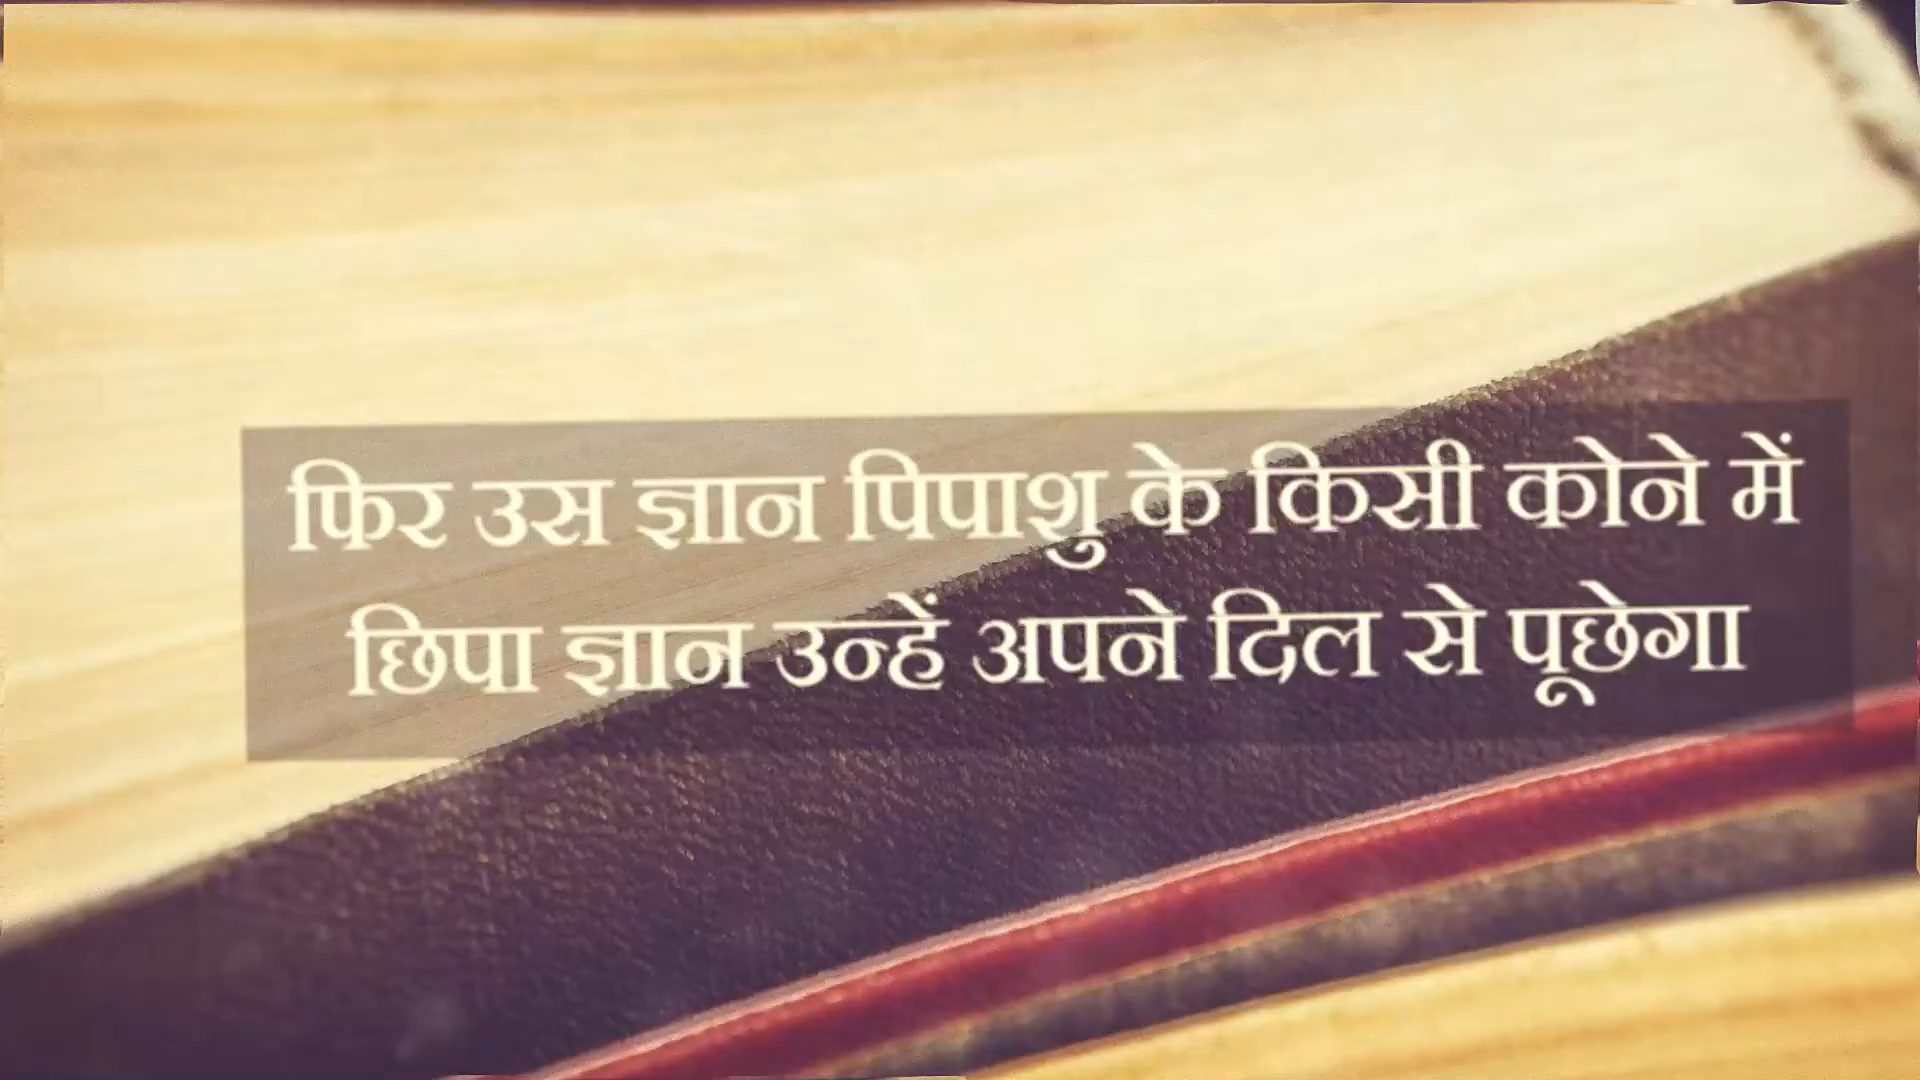 फिर उस ज्ञान पिपाशु के किसी कोने में
छिपा ज्ञान उन्हें अपने दिल से पूछेगा